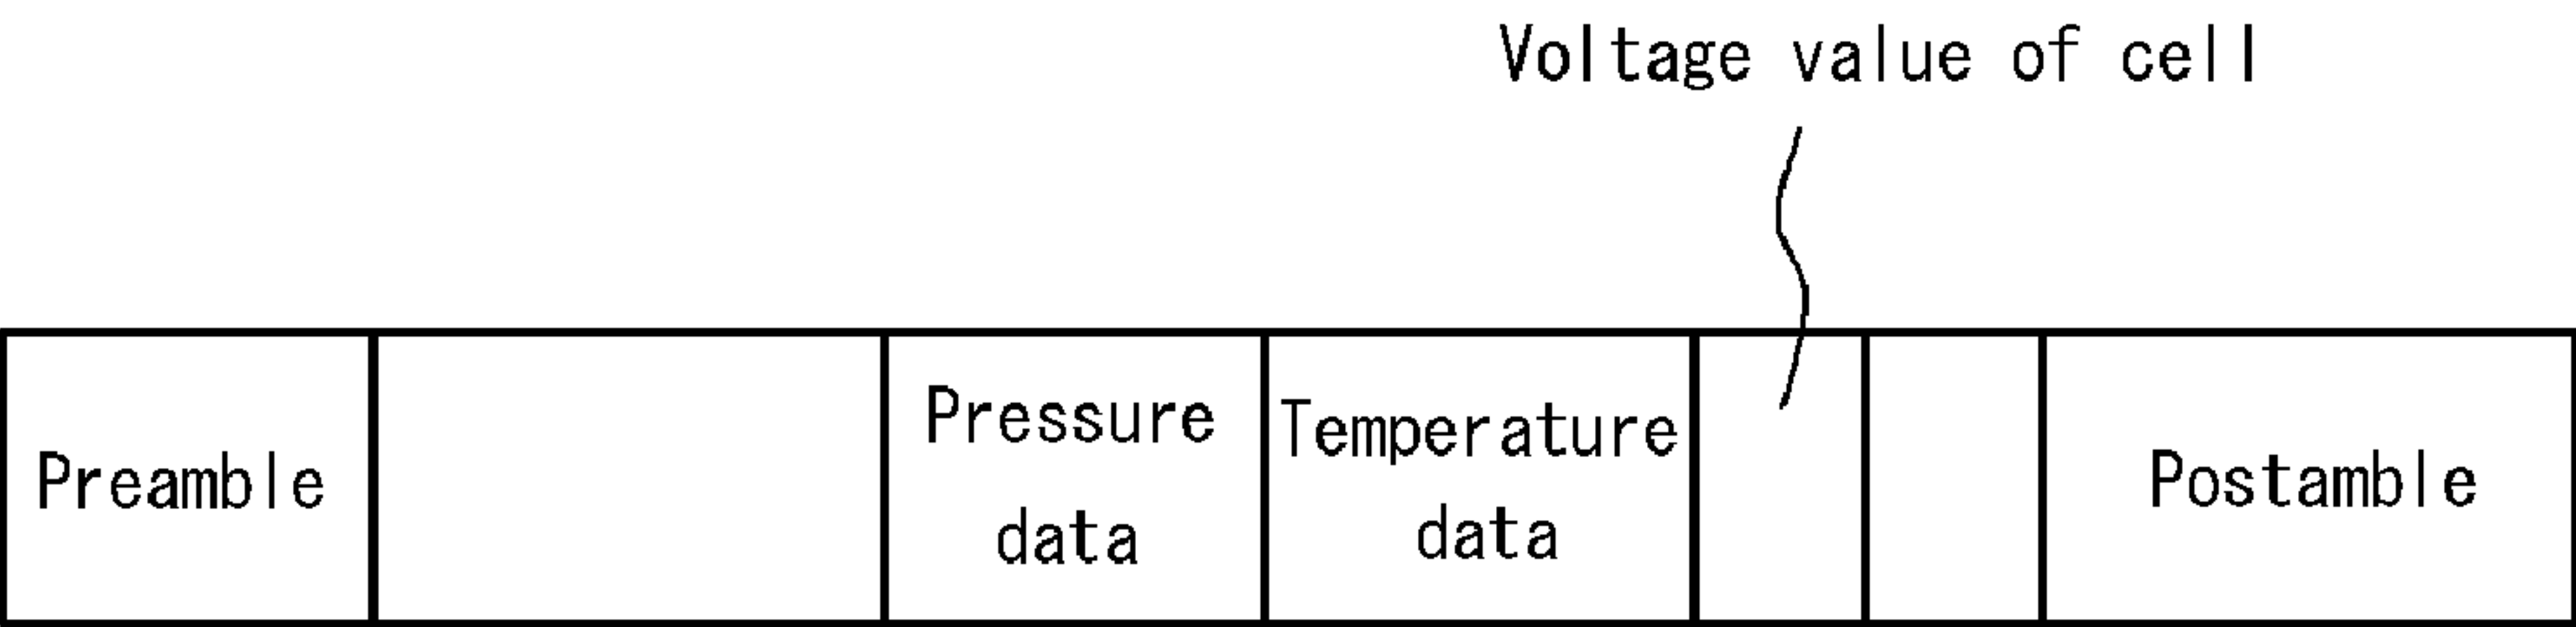 Voltage value of cell
Preamble
Pressure
data
Temperature
data
Postamble